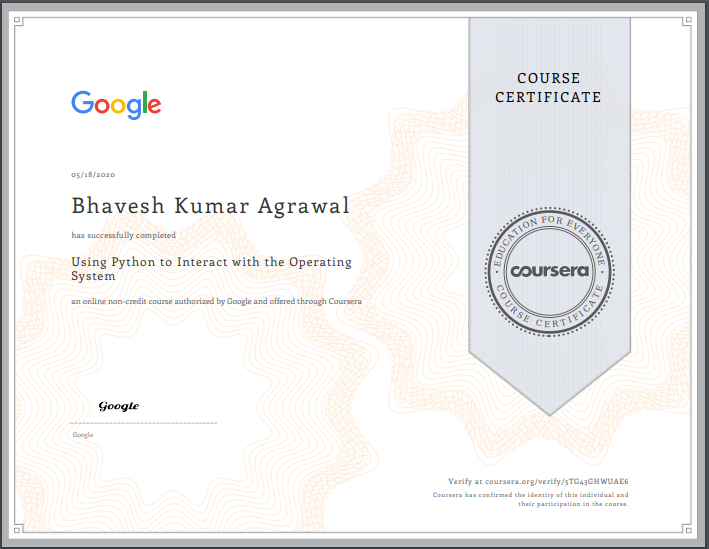 COURSE
CERTIFICATE
Google
05/18/2020
Bhavesh Kumar Agrawal
has successfully completed
Using Python to Interact with the Operating
System
an online non-credit course authorized by Google and offered through Coursera
EDUCATION FOR EVERYONE
coursera
COURSE CERTIFICATE
Google
Google
Verify at coursera.org/verify/5TG43GHWUAE6
Coursera has confirmed the identity of this individual and
their participation in the course.